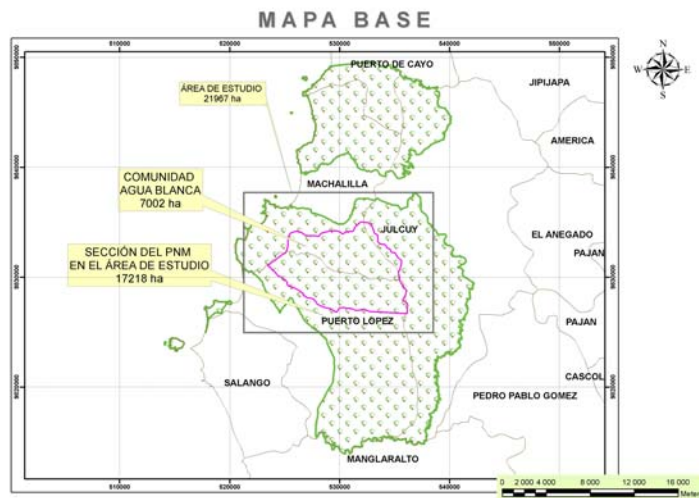 MAPA BASE
510000 520000 530000 540000 550000
N
W E
S
PUERTO DE CAYO
JIPIJAPA
ÁREA DE ESTUDIO
21967 ha
AMERICA
COMUNIDAD
AGUA BLANCA
7002 ha
MACHALILLA
JULCUY
EL ANEGADO
PAJAN
SECCIÓN DEL PNM
EN EL ÁREA DE ESTUDIO
17218 ha
PUERTO LOPEZ
PAJAN
SALANGO
CASCOL
PEDRO PABLO GOMEZ
MANGLARALTO
0 2 000 4 000 8 000 12 000 16 000
510000 520000 530000 540000